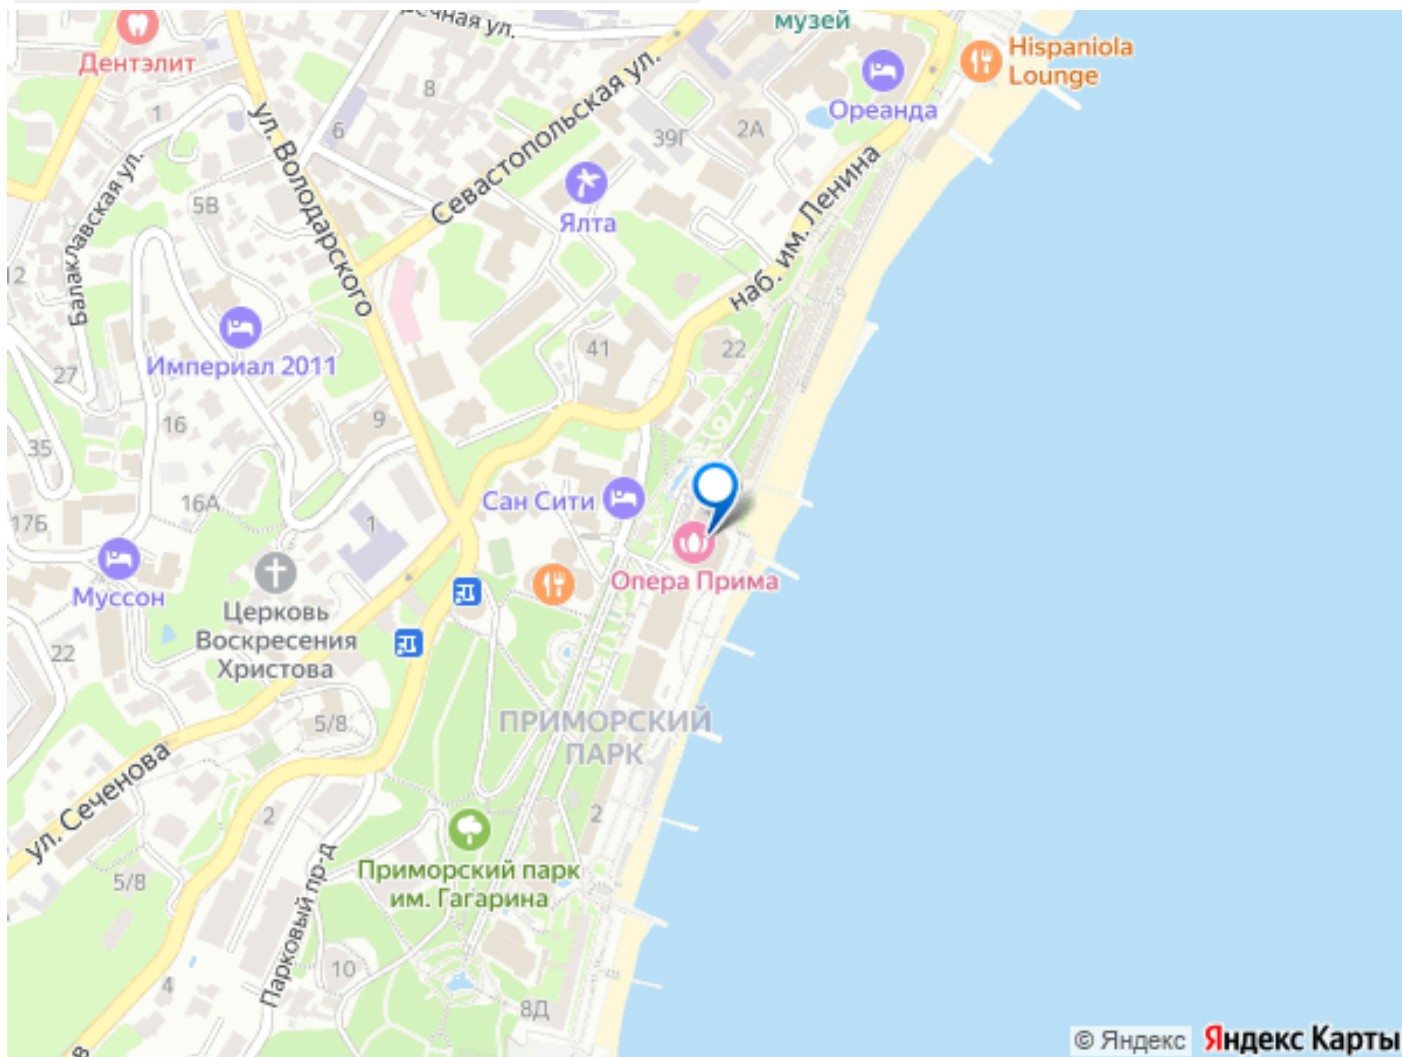 музей
Hispaniola
Lounge
Дентэлит
8
1
Севастопольская ул.
Ореанда
6
39Г
2А
ул. Володарского
Балаклавская ул.
5В
Ялта
наб. им. Ленина
12
Империал 2011
41
22
27
16
9
35
16А
17Б
1
Сан Сити
Опера Прима
Муссон
Церковь
Воскресения
Христова
22
5/8
ПРИМОРСКИЙ
ПАРК
ул. Сеченова
2
2
5/8
Приморский парк
им. Гагарина
Парковый пр-д
10
4
8Д
© Яндекс Яндекс Карты